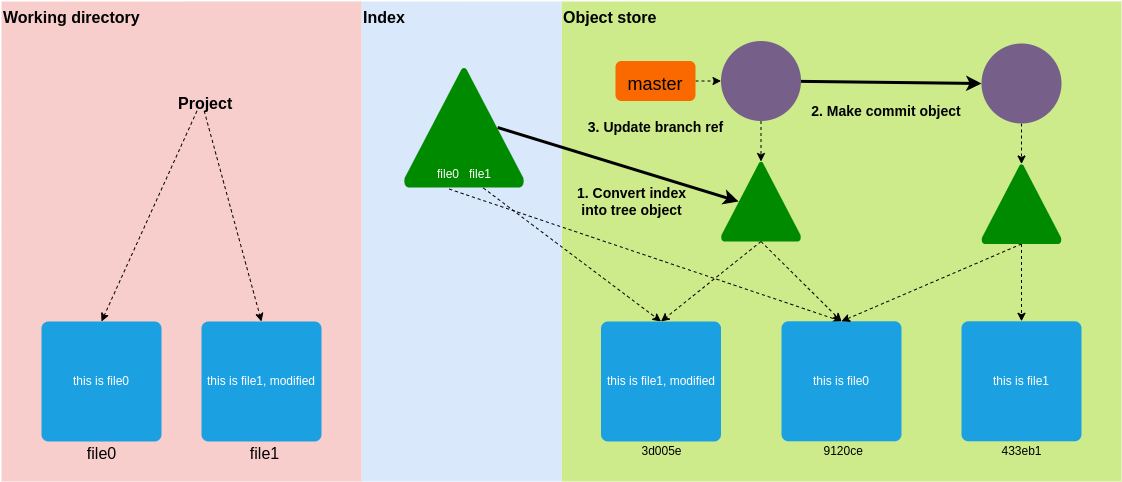 Working directory
Index
Object store
Project
master
2. Make commit object
3. Update branch ref
file0 file1
1. Convert index
into tree object
this is file0
this is file1, modified
this is file1, modified
this is file0
this is file1
file0
file1
3d005e
9120ce
433eb1